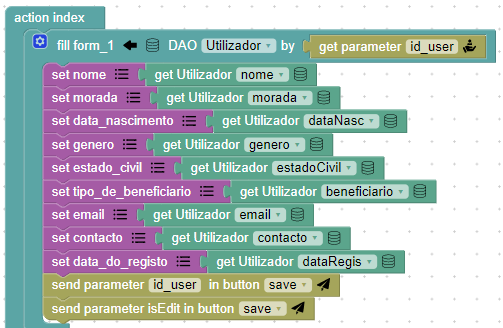 action index
fill form_1 DAO Utilizador by get parameter id_user
set nome get Utilizador nome
set morada get Utilizador morada
set data_nascimento get Utilizador dataNasc
set genero get Utilizador genero
set estado_civil get Utilizador estadoCivil
set tipo_de_beneficiario get Utilizador beneficiario
set email get Utilizador email
set contacto get Utilizador contacto
set data_do_registo get Utilizador dataRegis
send parameter id_user in button save
send parameter isEdit in button save